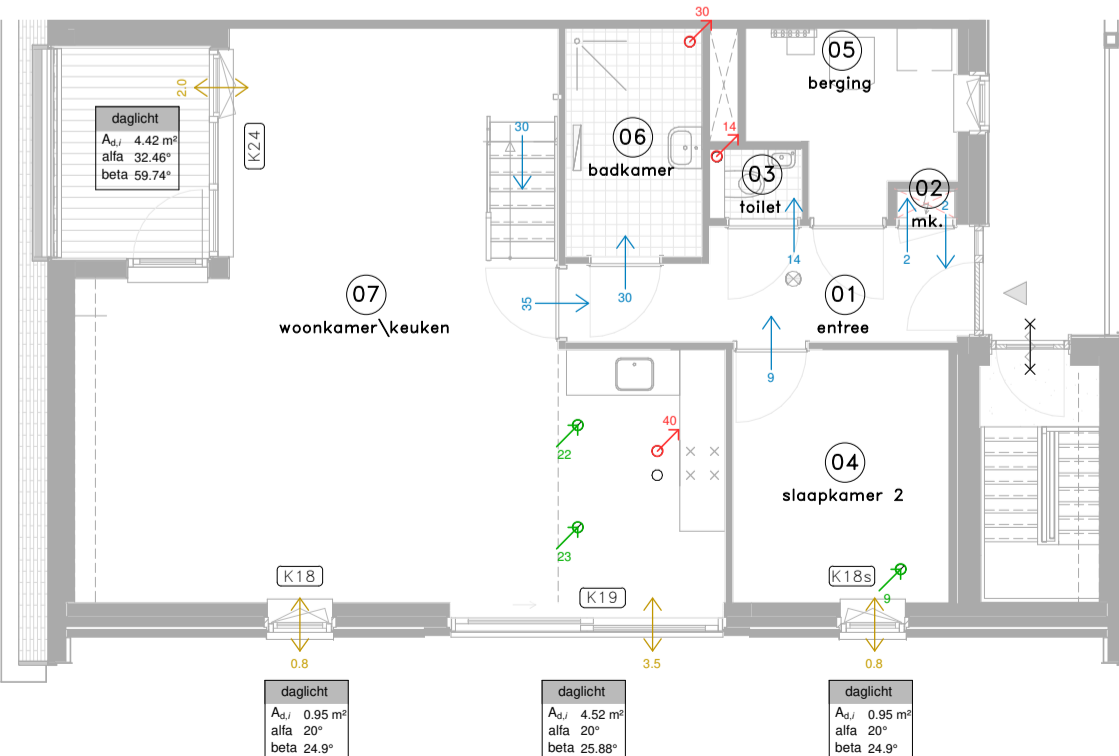 30
05
berging
2.0
daglicht
Ad,i 4.42 m²
alfa 32.46°
beta 59.74°
K24
30
06
badkamer
14
03
toilet
02
mk.
2
2
14
30
35
07
woonkamer\keuken
01
entree
9
40
22
23
04
slaapkamer 2
9
K18
K19
K18s
0.8
3.5
0.8
daglicht
Ad,i 0.95 m²
alfa 20°
beta 24.9°
daglicht
Ad,i 4.52 m²
alfa 20°
beta 25.88°
daglicht
Ad,i 0.95 m²
alfa 20°
beta 24.9°